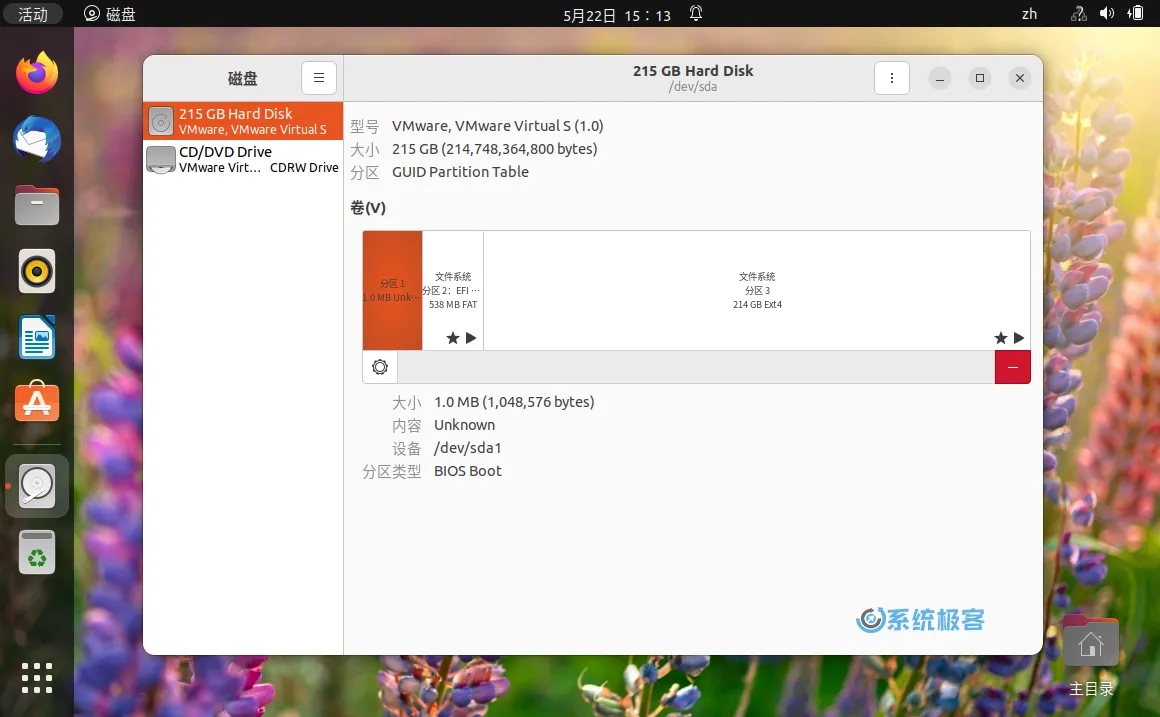 活动
磁盘
5月22日 15：13
zh
磁盘
215 GB Hard Disk
/dev/sda
215 GB Hard Disk
VMware, VMware Virtual S
CD/DVD Drive
VMware Virt… CDRW Drive
型号 VMware, VMware Virtual S (1.0)
大小 215 GB (214,748,364,800 bytes)
分区 GUID Partition Table
卷(V)
分区 1
1.0 MB Unk…
文件系统
分区 2：EFI …
538 MB FAT
文件系统
分区 3
214 GB Ext4
大小 1.0 MB (1,048,576 bytes)
内容 Unknown
设备 /dev/sda1
分区类型 BIOS Boot
系统极客
主目录